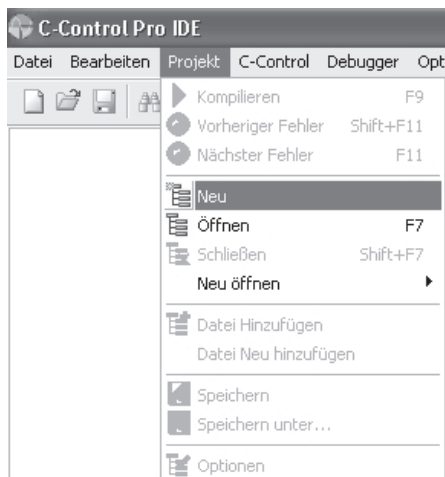 C-Control Pro IDE
Datei Bearbeiten Projekt C-Control Debugger Opt
Kompilieren F9
Vorheriger Fehler Shift+F11
Nächster Fehler F11
Neu
Öffnen F7
Schließen Shift+F7
Neu öffnen
Datei Hinzufügen
Datei Neu hinzufügen
Speichern
Speichern unter...
Optionen